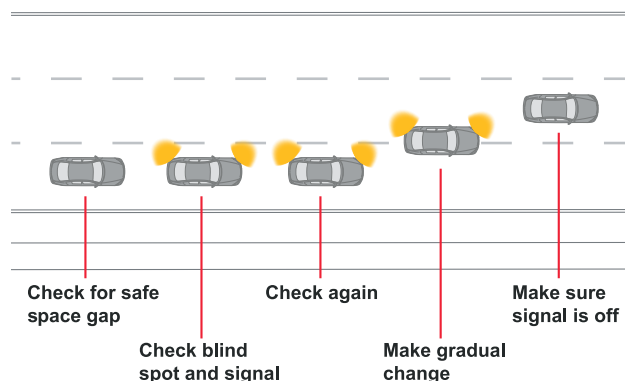 Check for safe
space gap
Check blind
spot and signal
Check again
Make gradual
change
Make sure
signal is off